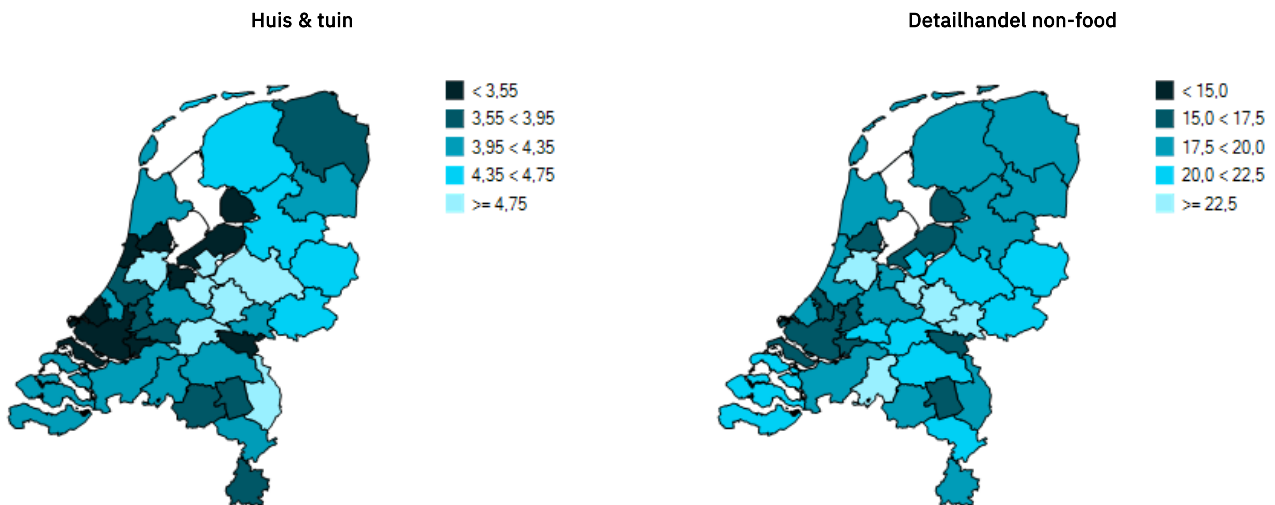 Huis & tuin
< 3,55
3,55 < 3,95
3,95 < 4,35
4,35 < 4,75
>= 4,75
Detailhandel non-food
< 15,0
15,0 < 17,5
17,5 < 20,0
20,0 < 22,5
>= 22,5